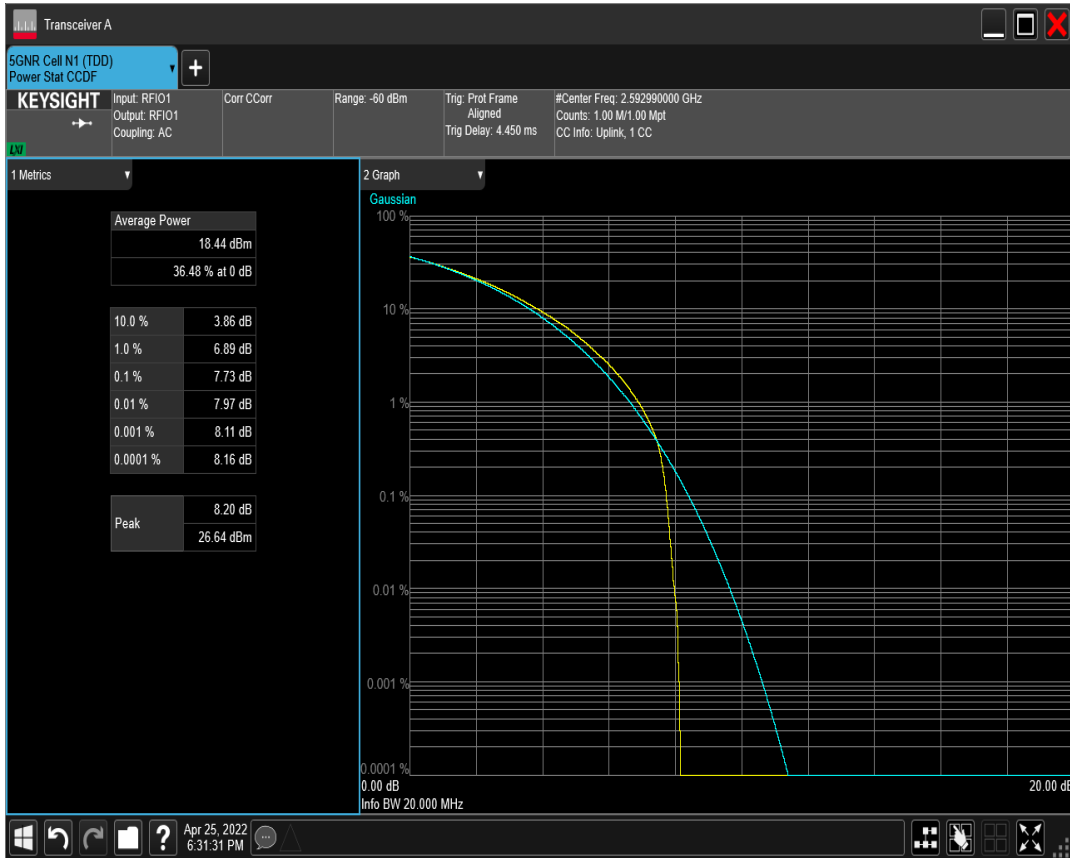 Transceiver A
5GNR Cell N1 (TDD)
Power Stat CCDF
+
KEYSIGHT
LXI
Input: RFIO1
Output: RFIO1
Coupling: AC
Corr CCorr
Range: -60 dBm
Trig: Prot Frame
Aligned
Trig Delay: 4.450 ms
#Center Freq: 2.592990000 GHz
Counts: 1.00 M/1.00 Mpt
CC Info: Uplink, 1 CC
1 Metrics
Average Power
18.44 dBm
36.48 % at 0 dB
10.0 % 3.86 dB
1.0 % 6.89 dB
0.1 % 7.73 dB
0.01 % 7.97 dB
0.001 % 8.11 dB
0.0001 % 8.16 dB
Peak 8.20 dB
26.64 dBm
2 Graph
Gaussian
100 %
10 %
1 %
0.1 %
0.01 %
0.001 %
0.0001 %
0.00 dB 20.00 dB
Info BW 20.000 MHz
? Apr 25, 2022
6:31:31 PM